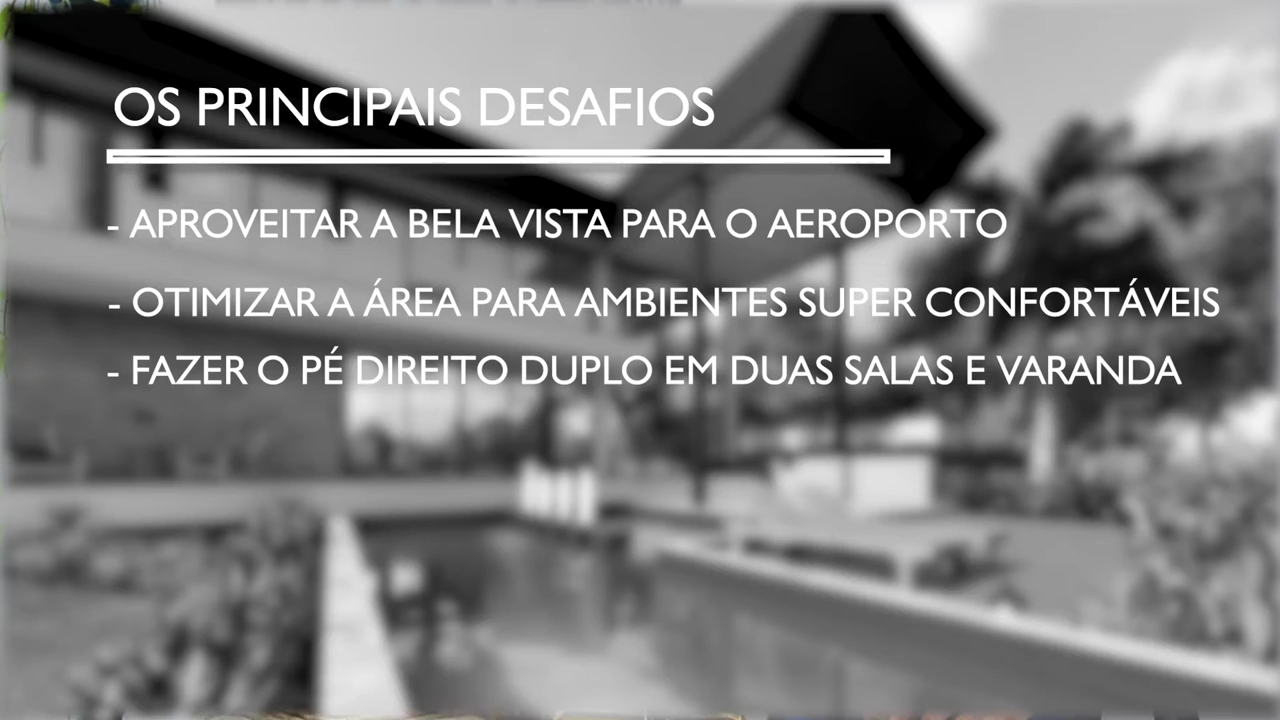 OS PRINCIPAIS DESAFIOS
- APROVEITAR A BELA VISTA PARA O AEROPORTO
- OTIMIZAR A ÁREA PARA AMBIENTES SUPER CONFORTÁVEIS
- FAZER O PÉ DIREITO DUPLO EM DUAS SALAS E VARANDA